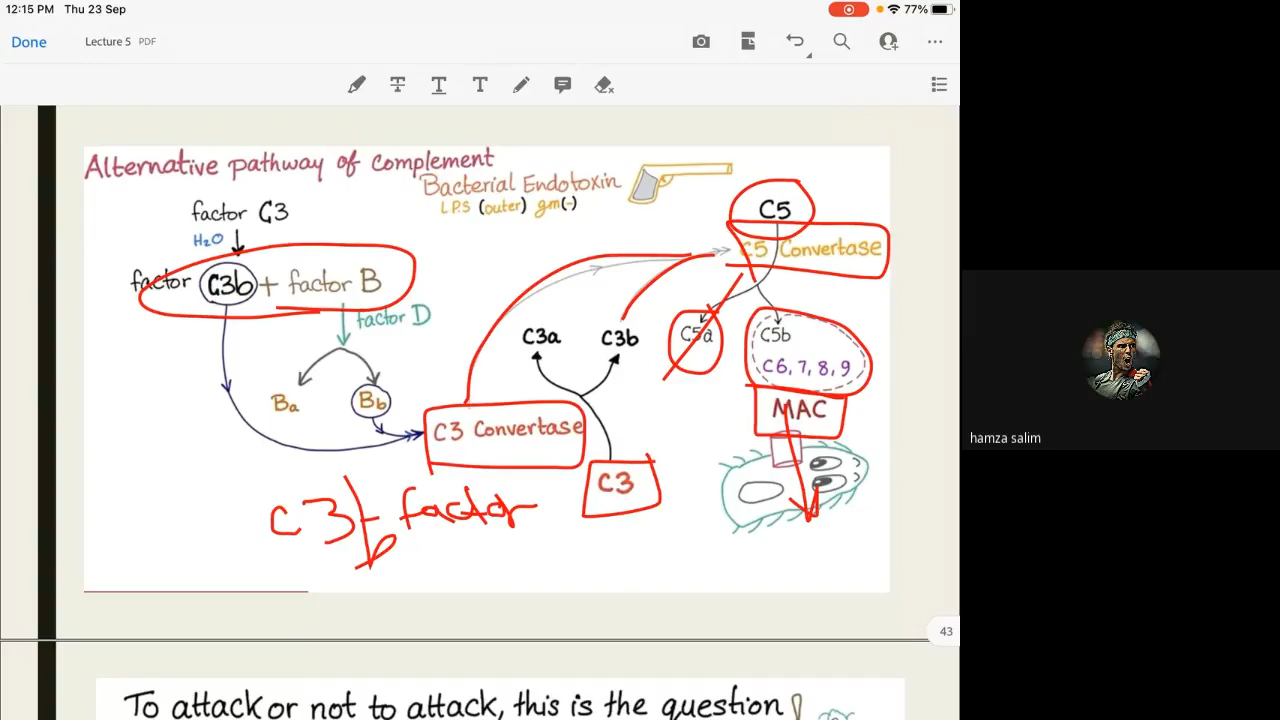 12:15 PM Thu 23 Sep
77%
Done
Lecture 5 PDF
Alternative pathway of complement
Bacterial Endotoxin
LPS (outer) gm(-)
factor C3
H₂O
factor C3b + factor B
factor D
Ba
Bb
C3 Convertase
C3a
C3b
C3
C5
C5 Convertase
C5a
C5b
C6, 7, 8, 9
MAC
C3b factor
43
To attack or not to attack, this is the question!
hamza salim